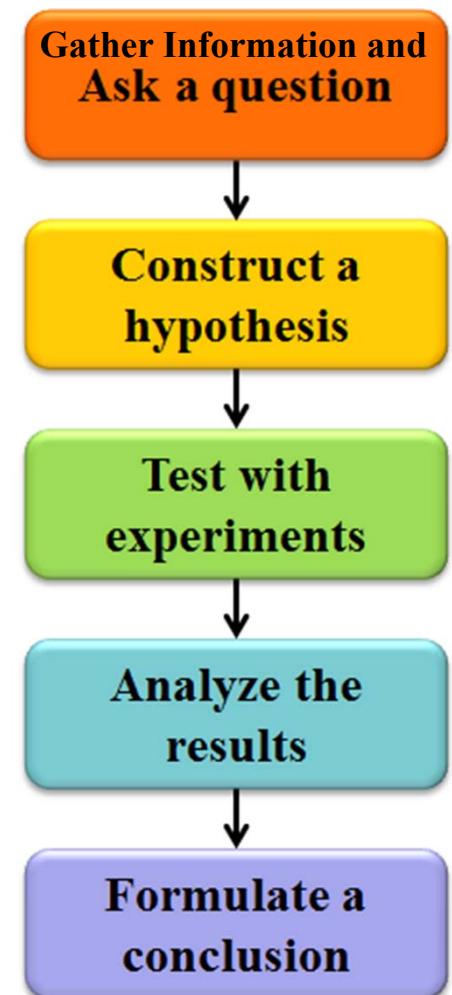 Gather Information and
Ask a question
Construct a
hypothesis
Test with
experiments
Analyze the
results
Formulate a
conclusion